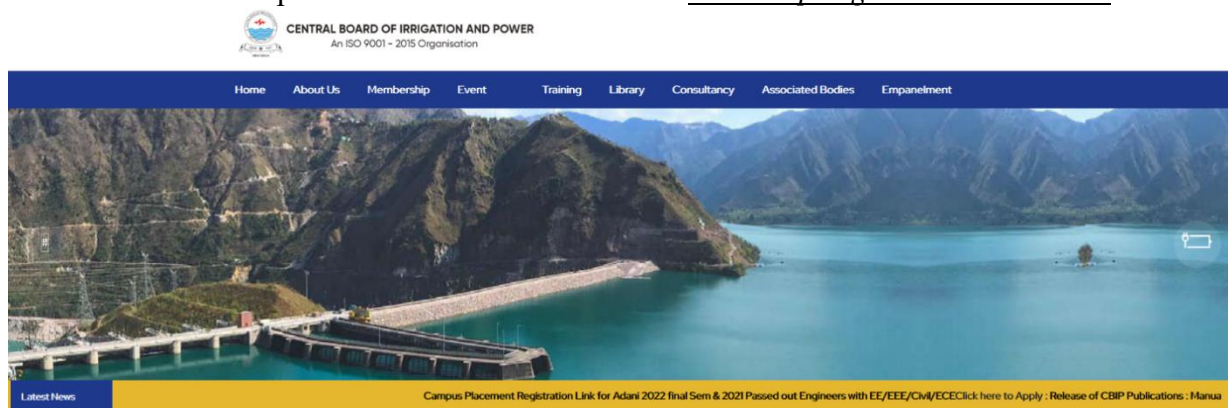 CENTRAL BOARD OF IRRIGATION AND POWER
An ISO 9001 - 2015 Organisation
Home About Us Membership Event Training Library Consultancy Associated Bodies Empanelment
Latest News Campus Placement Registration Link for Adani 2022 final Sem & 2021 Passed out Engineers with EE/EEE/Civil/ECEClick here to Apply : Release of CBIP Publications : Manua